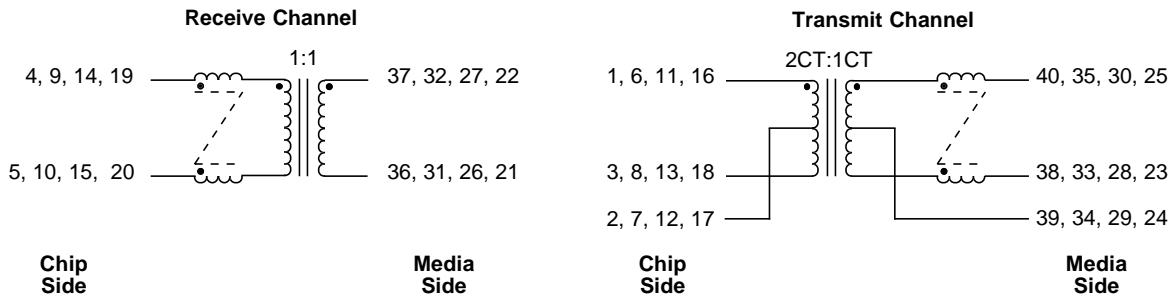 Receive Channel
1:1
4, 9, 14, 19
37, 32, 27, 22
5, 10, 15, 20
36, 31, 26, 21
Chip
Side
Media
Side
Transmit Channel
2CT:1CT
1, 6, 11, 16
40, 35, 30, 25
3, 8, 13, 18
38, 33, 28, 23
2, 7, 12, 17
39, 34, 29, 24
Chip
Side
Media
Side